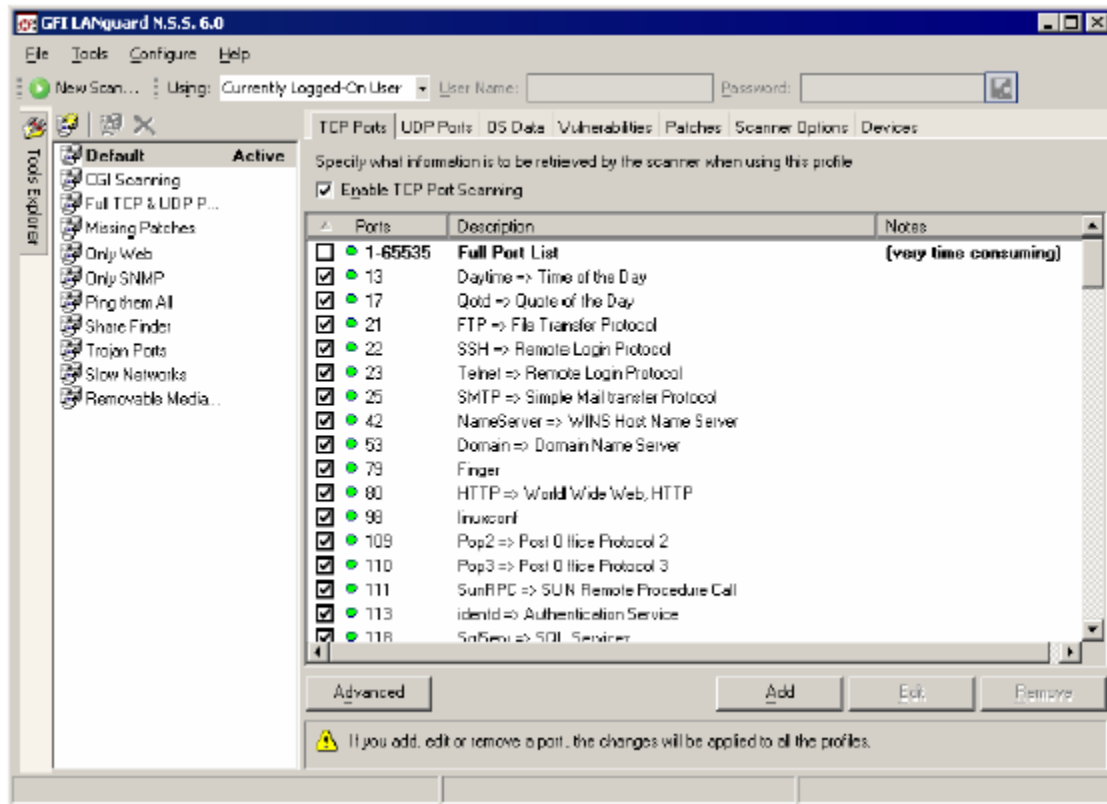 GFI LANguard N.S.S. 6.0
File Tools Configure Help
New Scan... Using: Currently Logged-On User User Name: Password:
Tools Explorer
Default Active
CGI Scanning
Full TCP & UDP P...
Missing Patches
Only Web
Only SNMP
Ping them All
Share Finder
Trojan Ports
Slow Networks
Removable Media...
TCP Ports UDP Ports OS Data Vulnerabilities Patches Scanner Options Devices
Specify what information is to be retrieved by the scanner when using this profile
Enable TCP Port Scanning
Ports Description Notes
1-65535 Full Port List (very time consuming)
13 Daytime => Time of the Day
17 Qotd => Quote of the Day
21 FTP => File Transfer Protocol
22 SSH => Remote Login Protocol
23 Telnet => Remote Login Protocol
25 SMTP => Simple Mail transfer Protocol
42 NameServer => WINS Host Name Server
53 Domain => Domain Name Server
79 Finger
80 HTTP => World Wide Web, HTTP
98 linuxconf
109 Pop2 => Post Office Protocol 2
110 Pop3 => Post Office Protocol 3
111 SunRPC => SUN Remote Procedure Call
113 identd => Authentication Service
118 SqlServ => SQL Services
Advanced Add Edit Remove
If you add, edit or remove a port, the changes will be applied to all the profiles.